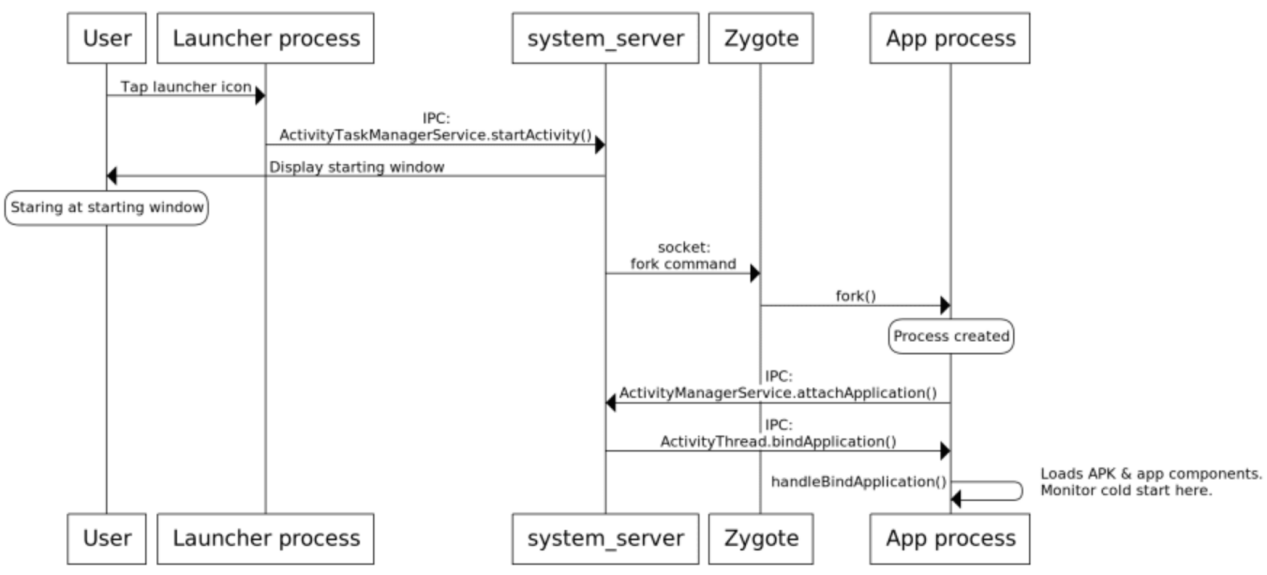 User
Launcher process
system_server
Zygote
App process
Tap launcher icon
IPC:
ActivityTaskManagerService.startActivity()
Display starting window
Staring at starting window
socket:
fork command
fork()
Process created
IPC:
ActivityManagerService.attachApplication()
IPC:
ActivityThread.bindApplication()
handleBindApplication()
Loads APK & app components.
Monitor cold start here.
User
Launcher process
system_server
Zygote
App process